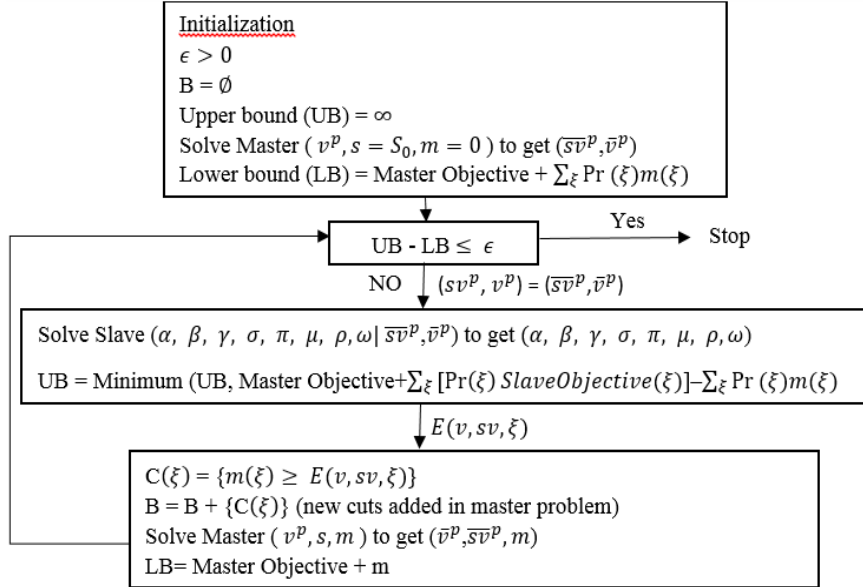 Initialization
ϵ > 0
B = ∅
Upper bound (UB) = ∞
Solve Master ( v^p, s = S_0, m = 0 ) to get (s̅v̅^p,v̅^p)
Lower bound (LB) = Master Objective + ∑_ξ Pr (ξ)m(ξ)
UB - LB ≤ ϵ
Yes
Stop
NO
(sv^p, v^p) = (s̅v̅^p,v̅^p)
Solve Slave (α, β, γ, σ, π, μ, ρ,ω| s̅v̅^p,v̅^p) to get (α, β, γ, σ, π, μ, ρ,ω)
UB = Minimum (UB, Master Objective+∑_ξ [Pr(ξ) SlaveObjective(ξ)]–∑_ξ Pr (ξ)m(ξ)
E(v, sv, ξ)
C(ξ) = {m(ξ) ≥ E(v, sv, ξ)}
B = B + {C(ξ)} (new cuts added in master problem)
Solve Master ( v^p, s, m ) to get (v̅^p,s̅v̅^p, m)
LB= Master Objective + m